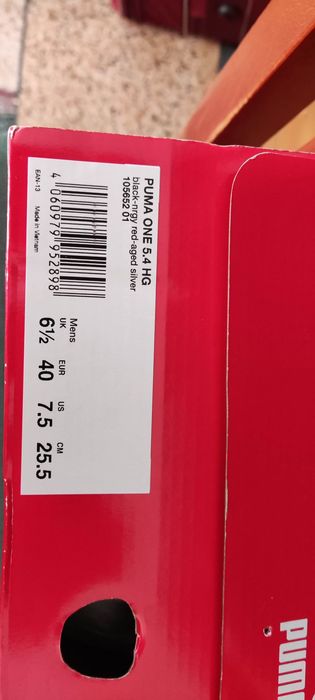 PUMA ONE 5.4 HG
black-nrgy red-aged silver
105652 01
4 060979 952898
EAN-13 Made in Vietnam
Mens
UK EUR US CM
6½ 40 7.5 25.5
PUM